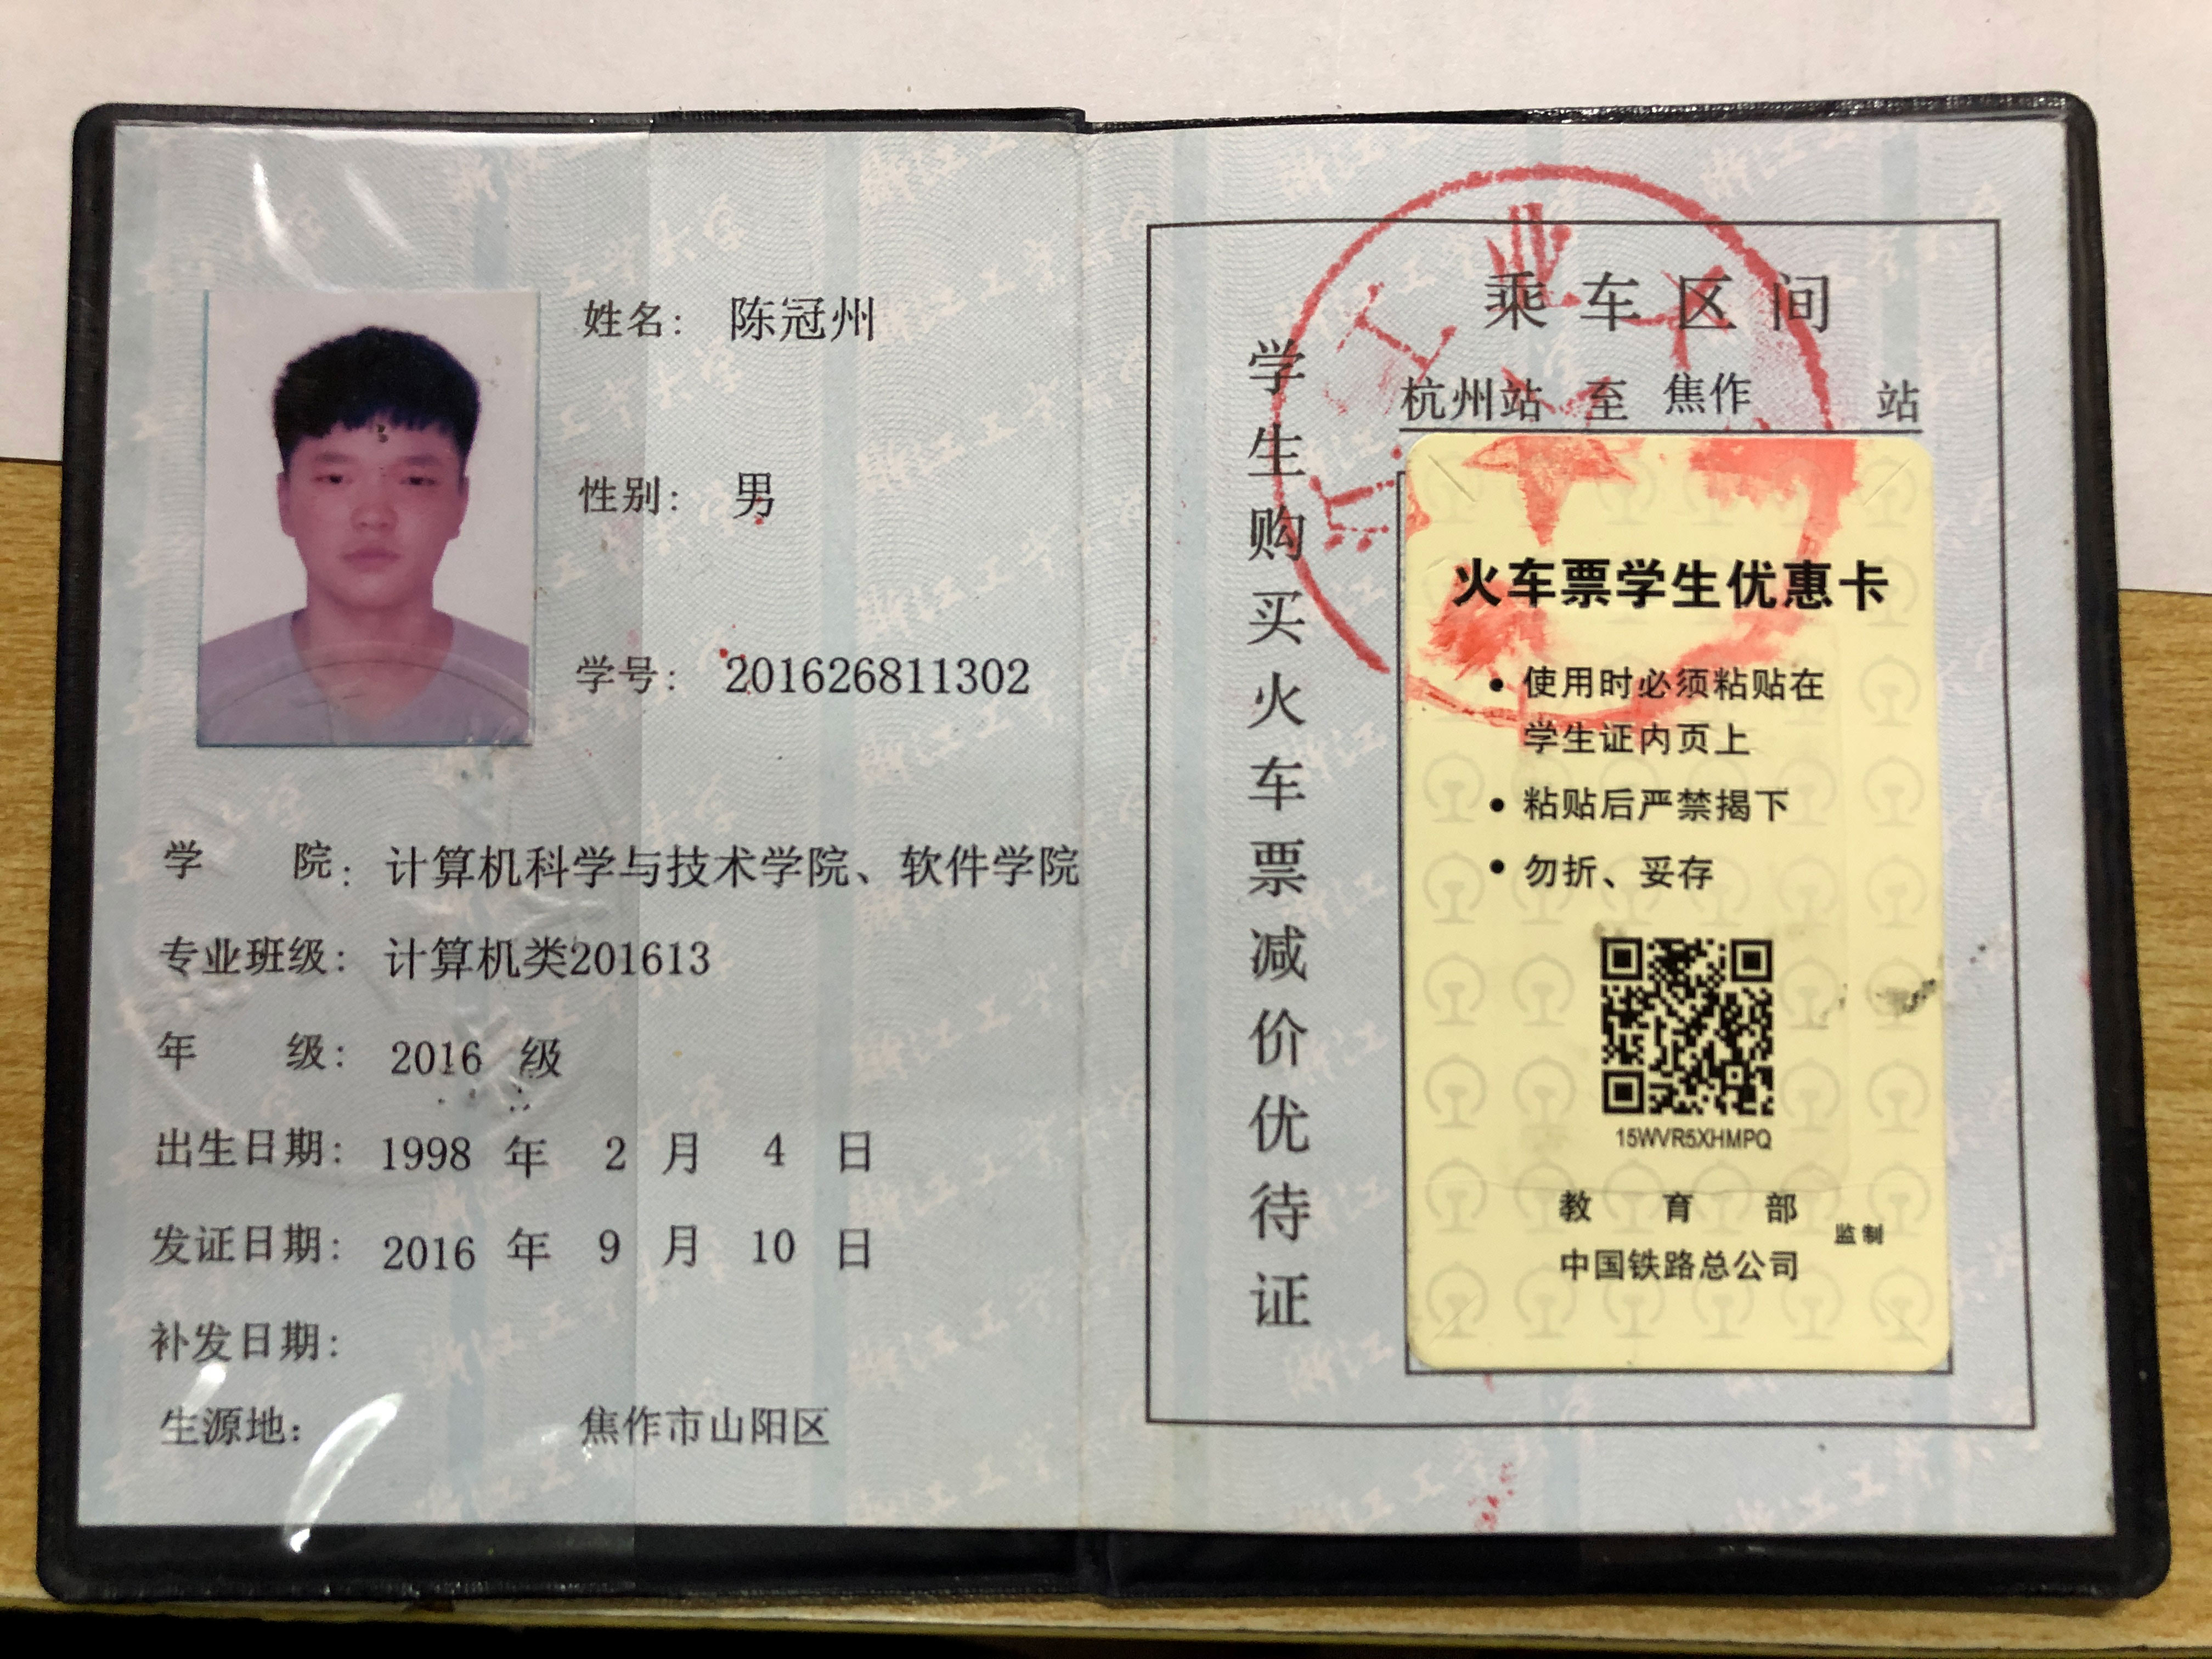 姓名： 陈冠州
性别： 男
学号： 201626811302
学 院： 计算机科学与技术学院、软件学院
专业班级： 计算机类201613
年 级： 2016 级
出生日期： 1998 年 2 月 4 日
发证日期： 2016 年 9 月 10 日
补发日期：
生源地： 焦作市山阳区
学生购买火车票减价优待证
乘车区间
杭州站 至 焦作 站
火车票学生优惠卡
• 使用时必须粘贴在
学生证内页上
• 粘贴后严禁揭下
• 勿折、妥存
15WVR5XHMPQ
教 育 部
中国铁路总公司
监制